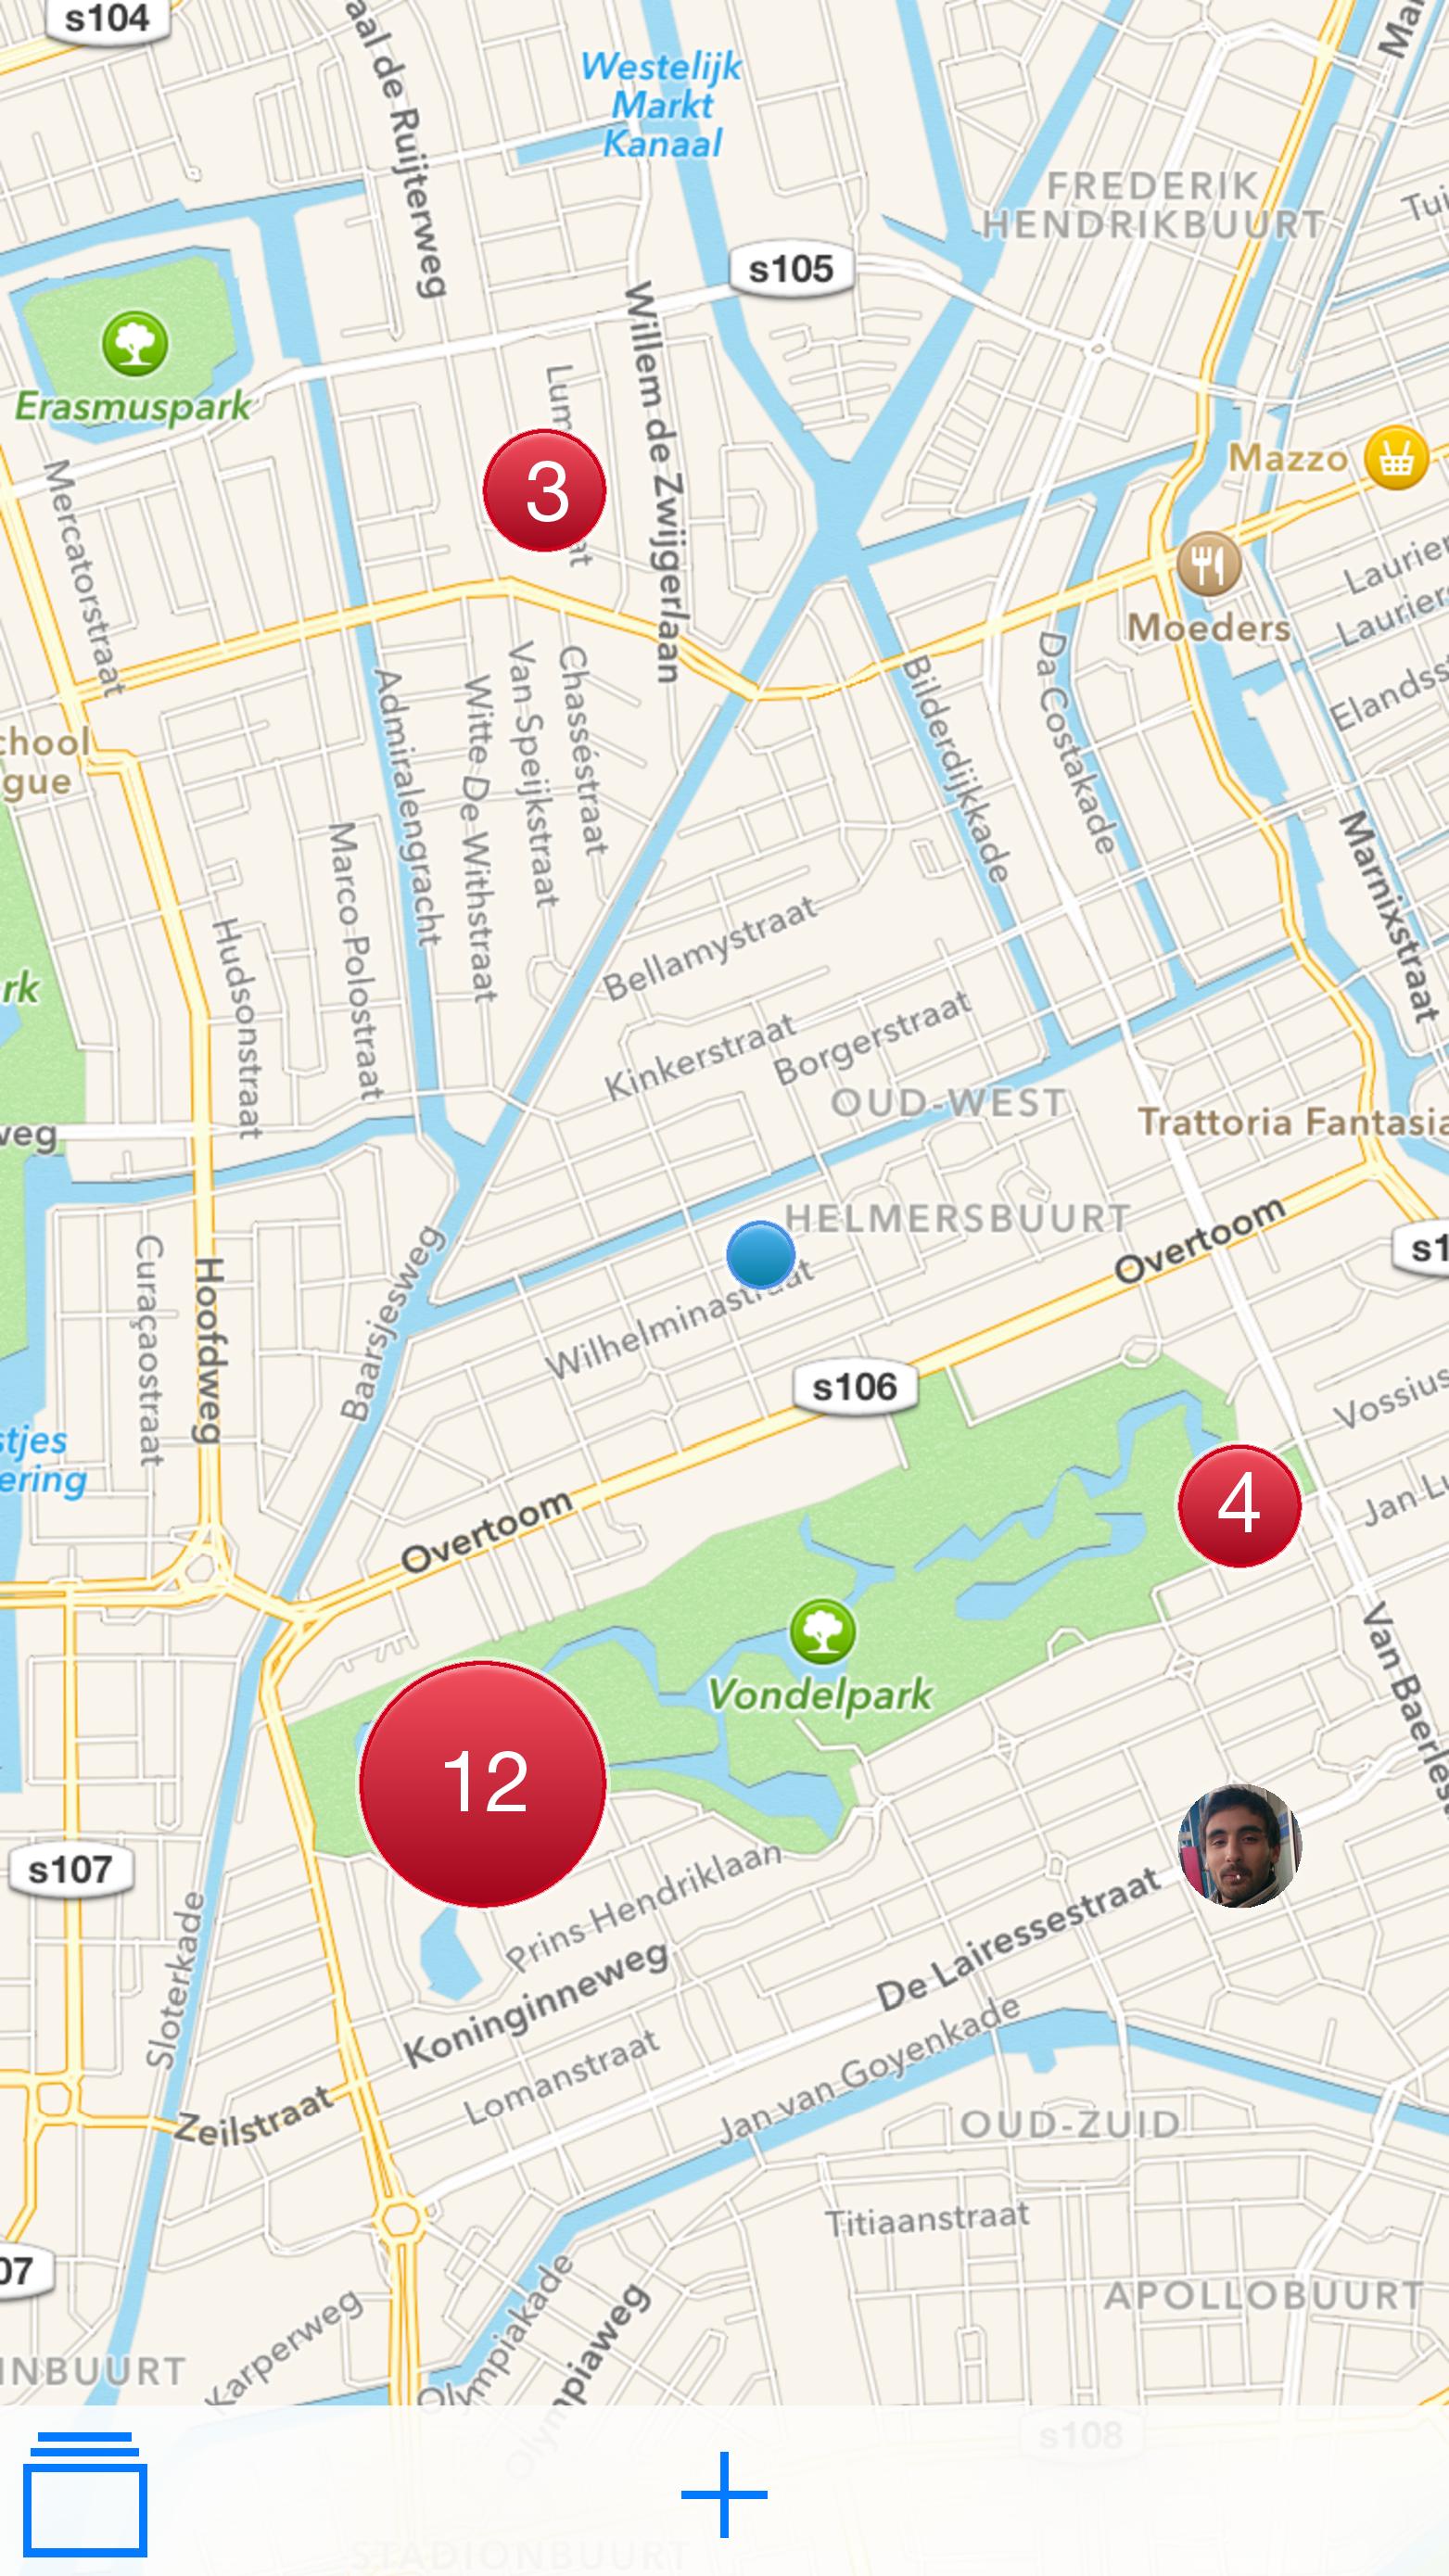 s104
aal de Ruijterweg
Westelijk
Markt
Kanaal
FREDERIK
HENDRIKBUURT
s105
Erasmuspark
Willem de Zwijgerlaan
3
Mazzo
Moeders
Mercatorstraat
Elandss
chool
gue
Admiralengracht
Witte De Withstraat
Van Speijkstraat
Chasséstraat
Bilderdijkkade
Da Costakade
Marnixstraat
Marco Polostraat
Hudsonstraat
Bellamystraat
rk
Kinkerstraat
Borgerstraat
OUD-WEST
weg
Trattoria Fantasia
HELMERSBUURT
Overtoom
s1
Curaçaostraat
Hoofdweg
Baarsjesweg
Wilhelminastraat
s106
Vossius
stjes
ering
4
Jan Lu
Overtoom
Vondelpark
Van Baerles
12
s107
Sloterkade
Prins Hendriklaan
Koninginneweg
De Lairessestraat
Lomanstraat
Jan van Goyenkade
Zeilstraat
OUD-ZUID
Titiaanstraat
07
APOLLOBUURT
Karperweg
Olympiakade
Olympiaweg
INBUURT
s108
STADIONBUURT